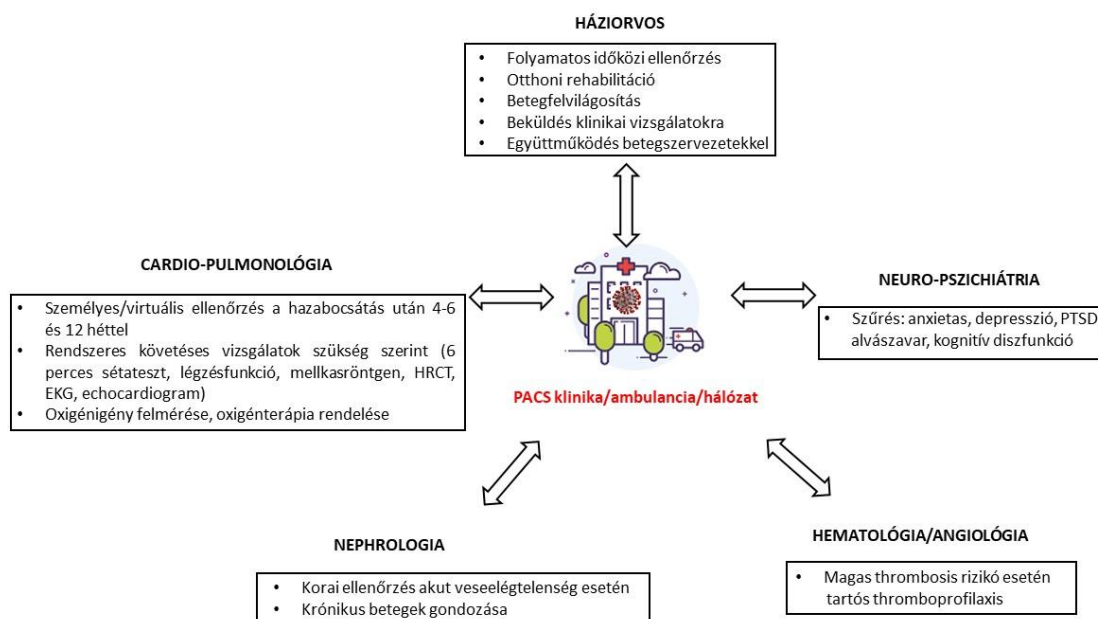 HÁZIORVOS
• Folyamatos időközi ellenőrzés
• Otthoni rehabilitáció
• Betegfelvilágosítás
• Beküldés klinikai vizsgálatokra
• Együttműködés betegszervezetekkel
CARDIO-PULMONOLÓGIA
• Személyes/virtuális ellenőrzés a hazabocsátás után 4-6
és 12 héttel
• Rendszeres követéses vizsgálatok szükség szerint (6
perces sétateszt, légzésfunkció, mellkasröntgen, HRCT,
EKG, echocardiogram)
• Oxigénigény felmérése, oxigénterápia rendelése
NEURO-PSZICHIÁTRIA
• Szűrés: anxietas, depresszió, PTSD
alvászavar, kognitív diszfunkció
PACS klinika/ambulancia/hálózat
NEPHROLOGIA
• Korai ellenőrzés akut veseelégtelenség esetén
• Krónikus betegek gondozása
HEMATOLÓGIA/ANGIOLÓGIA
• Magas thrombosis rizikó esetén
tartós thromboprofilaxis